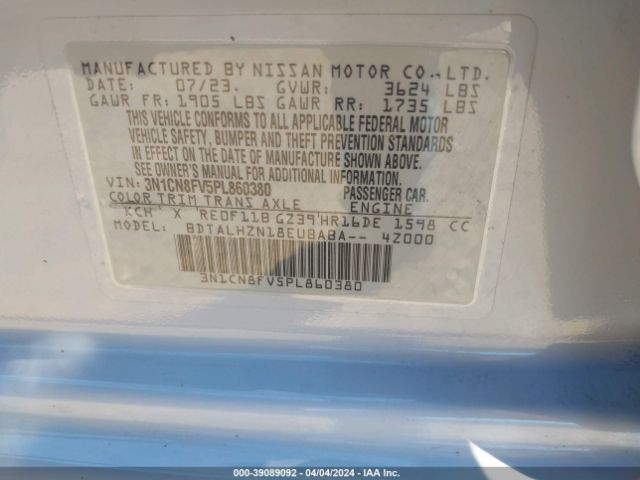 MANUFACTURED BY NISSAN MOTOR CO., LTD.
DATE: 07/23. GVWR: 3624 LBS
GAWR FR: 1905 LBS GAWR RR: 1735 LBS
THIS VEHICLE CONFORMS TO ALL APPLICABLE FEDERAL MOTOR
VEHICLE SAFETY, BUMPER AND THEFT PREVENTION STANDARDS
IN EFFECT ON THE DATE OF MANUFACTURE SHOWN ABOVE.
SEE OWNER'S MANUAL FOR ADDITIONAL INFORMATION.
VIN: 3N1CN8FV5PL860380 PASSENGER CAR.
COLOR TRIM TRANS AXLE ENGINE
KCH X RE0F11B GZ39 HR16DE 1598 CC
MODEL: BDTALHZN18EUBABA-- 4Z000
3N1CN8FV5PL860380
000-39089092 - 04/04/2024 - IAA Inc.